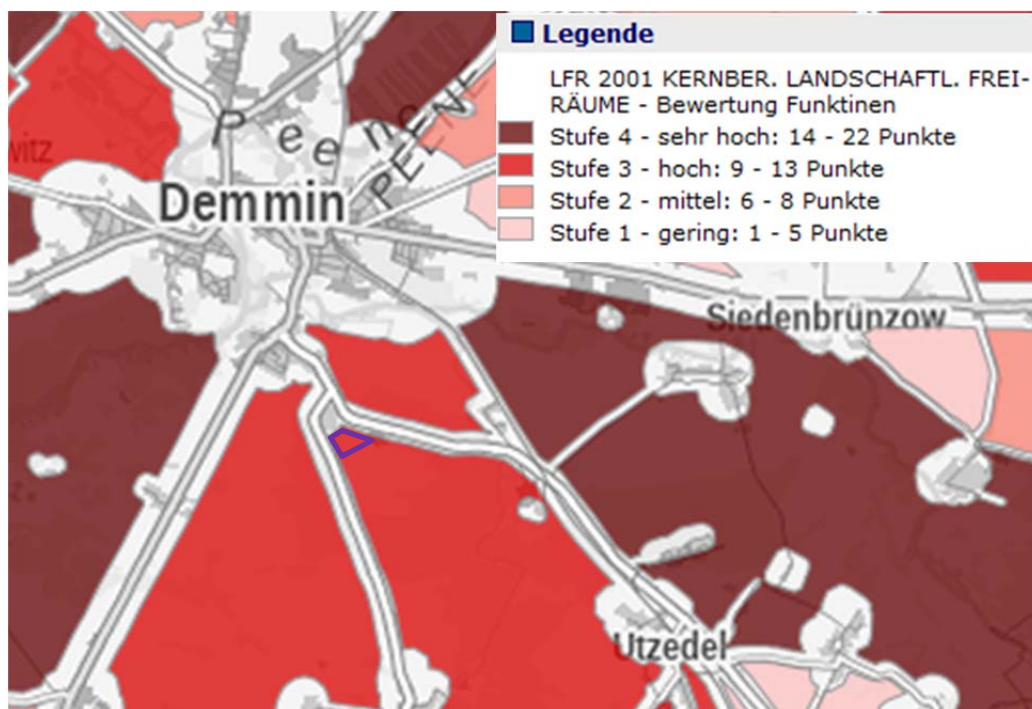 Legende
LFR 2001 KERNBER. LANDSCHAFTL. FREI-
RÄUME - Bewertung Funktinen
Stufe 4 - sehr hoch: 14 - 22 Punkte
Stufe 3 - hoch: 9 - 13 Punkte
Stufe 2 - mittel: 6 - 8 Punkte
Stufe 1 - gering: 1 - 5 Punkte
Peene
Demmin
Siedenbrünzow
Utzedel